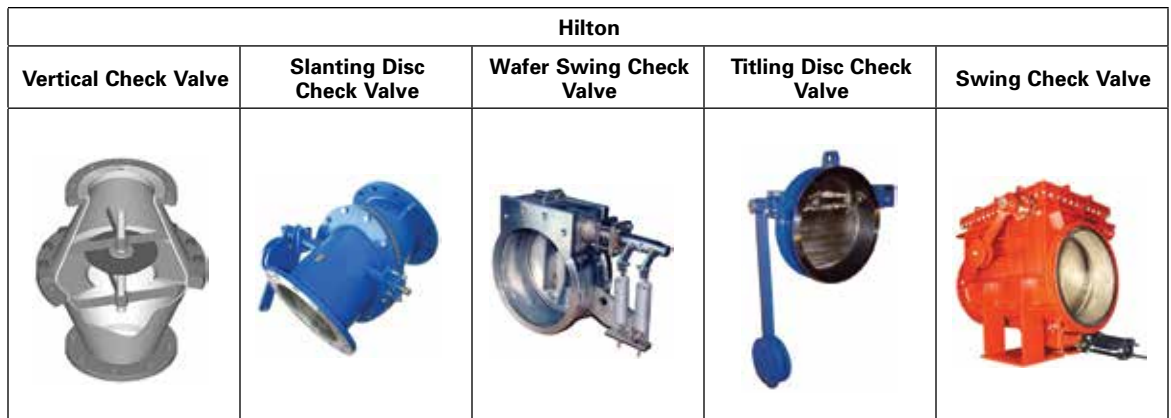 Hilton
Vertical Check Valve
Slanting Disc
Check Valve
Wafer Swing Check
Valve
Titling Disc Check
Valve
Swing Check Valve